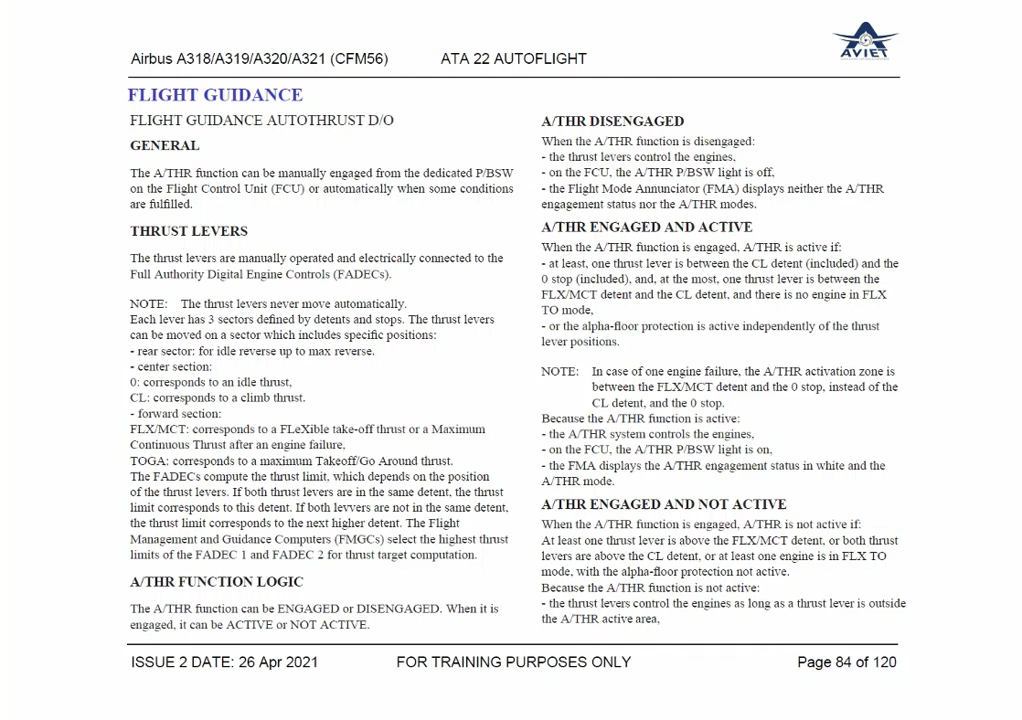 Airbus A318/A319/A320/A321 (CFM56) ATA 22 AUTOFLIGHT
AVIET
FLIGHT GUIDANCE
FLIGHT GUIDANCE AUTOTHRUST D/O
GENERAL
The A/THR function can be manually engaged from the dedicated P/BSW
on the Flight Control Unit (FCU) or automatically when some conditions
are fulfilled.
THRUST LEVERS
The thrust levers are manually operated and electrically connected to the
Full Authority Digital Engine Controls (FADECs).
NOTE: The thrust levers never move automatically.
Each lever has 3 sectors defined by detents and stops. The thrust levers
can be moved on a sector which includes specific positions:
- rear sector: for idle reverse up to max reverse.
- center section:
0: corresponds to an idle thrust,
CL: corresponds to a climb thrust.
- forward section:
FLX/MCT: corresponds to a FLeXible take-off thrust or a Maximum
Continuous Thrust after an engine failure,
TOGA: corresponds to a maximum Takeoff/Go Around thrust.
The FADECs compute the thrust limit, which depends on the position
of the thrust levers. If both thrust levers are in the same detent, the thrust
limit corresponds to this detent. If both levvers are not in the same detent,
the thrust limit corresponds to the next higher detent. The Flight
Management and Guidance Computers (FMGCs) select the highest thrust
limits of the FADEC 1 and FADEC 2 for thrust target computation.
A/THR FUNCTION LOGIC
The A/THR function can be ENGAGED or DISENGAGED. When it is
engaged, it can be ACTIVE or NOT ACTIVE.
A/THR DISENGAGED
When the A/THR function is disengaged:
- the thrust levers control the engines,
- on the FCU, the A/THR P/BSW light is off,
- the Flight Mode Annunciator (FMA) displays neither the A/THR
engagement status nor the A/THR modes.
A/THR ENGAGED AND ACTIVE
When the A/THR function is engaged, A/THR is active if:
- at least, one thrust lever is between the CL detent (included) and the
0 stop (included), and, at the most, one thrust lever is between the
FLX/MCT detent and the CL detent, and there is no engine in FLX
TO mode,
- or the alpha-floor protection is active independently of the thrust
lever positions.
NOTE: In case of one engine failure, the A/THR activation zone is
between the FLX/MCT detent and the 0 stop, instead of the
CL detent, and the 0 stop.
Because the A/THR function is active:
- the A/THR system controls the engines,
- on the FCU, the A/THR P/BSW light is on,
- the FMA displays the A/THR engagement status in white and the
A/THR mode.
A/THR ENGAGED AND NOT ACTIVE
When the A/THR function is engaged, A/THR is not active if:
At least one thrust lever is above the FLX/MCT detent, or both thrust
levers are above the CL detent, or at least one engine is in FLX TO
mode, with the alpha-floor protection not active.
Because the A/THR function is not active:
- the thrust levers control the engines as long as a thrust lever is outside
the A/THR active area,
ISSUE 2 DATE: 26 Apr 2021 FOR TRAINING PURPOSES ONLY Page 84 of 120